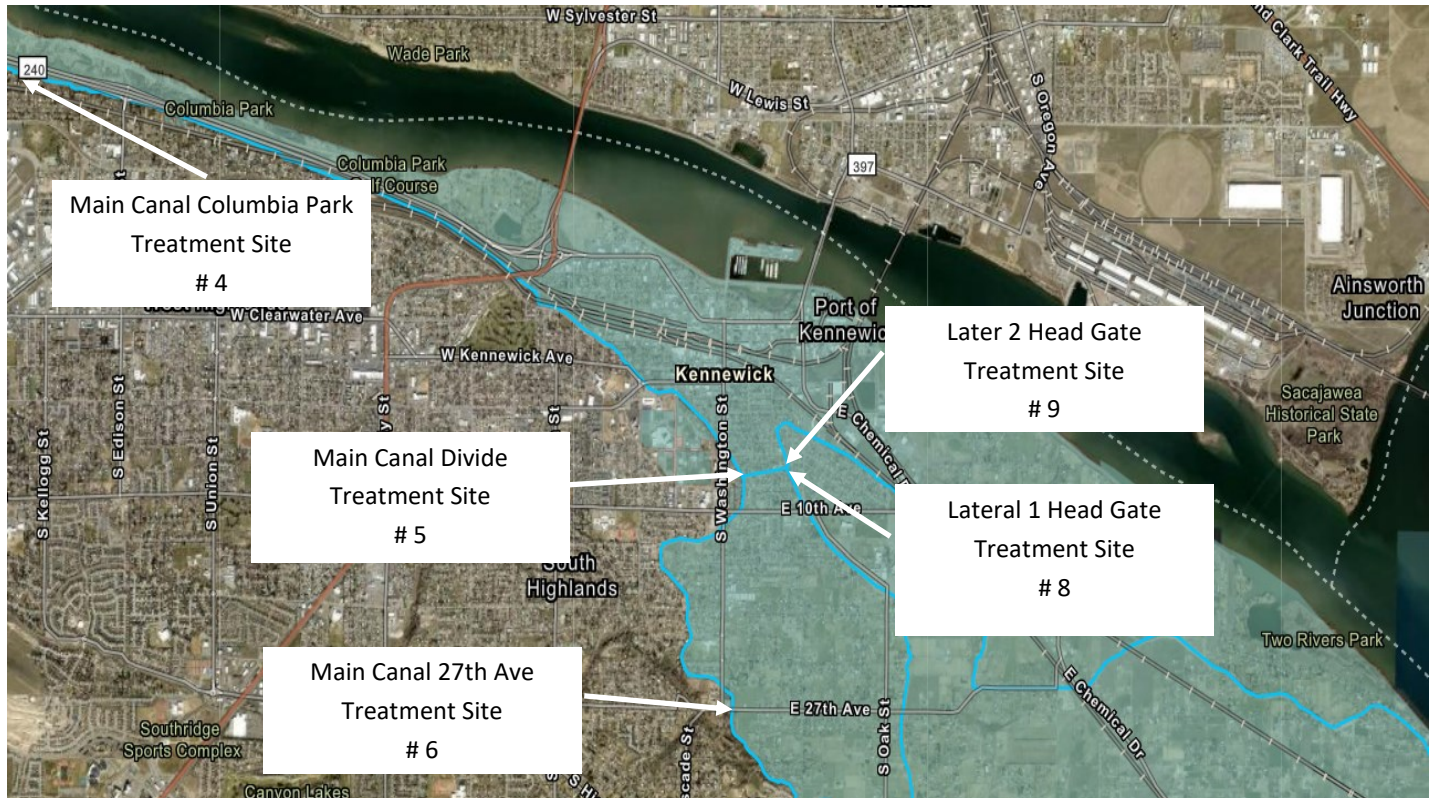 W Sylvester St
Wade Park
240
Columbia Park
W Lewis St
S Oregon Ave
Clark Trail Hwy
397
Columbia Park
Course
Main Canal Columbia Park
Treatment Site
# 4
W Clearwater Ave
Port of
Ainsworth
Junction
W Kennewick Ave
Kennewick
Later 2 Head Gate
Treatment Site
# 9
Sacajawea
Historical State
Park
S Kellogg St
S Edison St
S Union St
S Washington St
E Chemical
Main Canal Divide
Treatment Site
# 5
E 10th Ave
Lateral 1 Head Gate
Treatment Site
# 8
South
Highlands
Two Rivers Park
Main Canal 27th Ave
Treatment Site
# 6
E 27th Ave
S Oak St
E Chemical Dr
Southridge
Sports Complex
Canyon Lakes